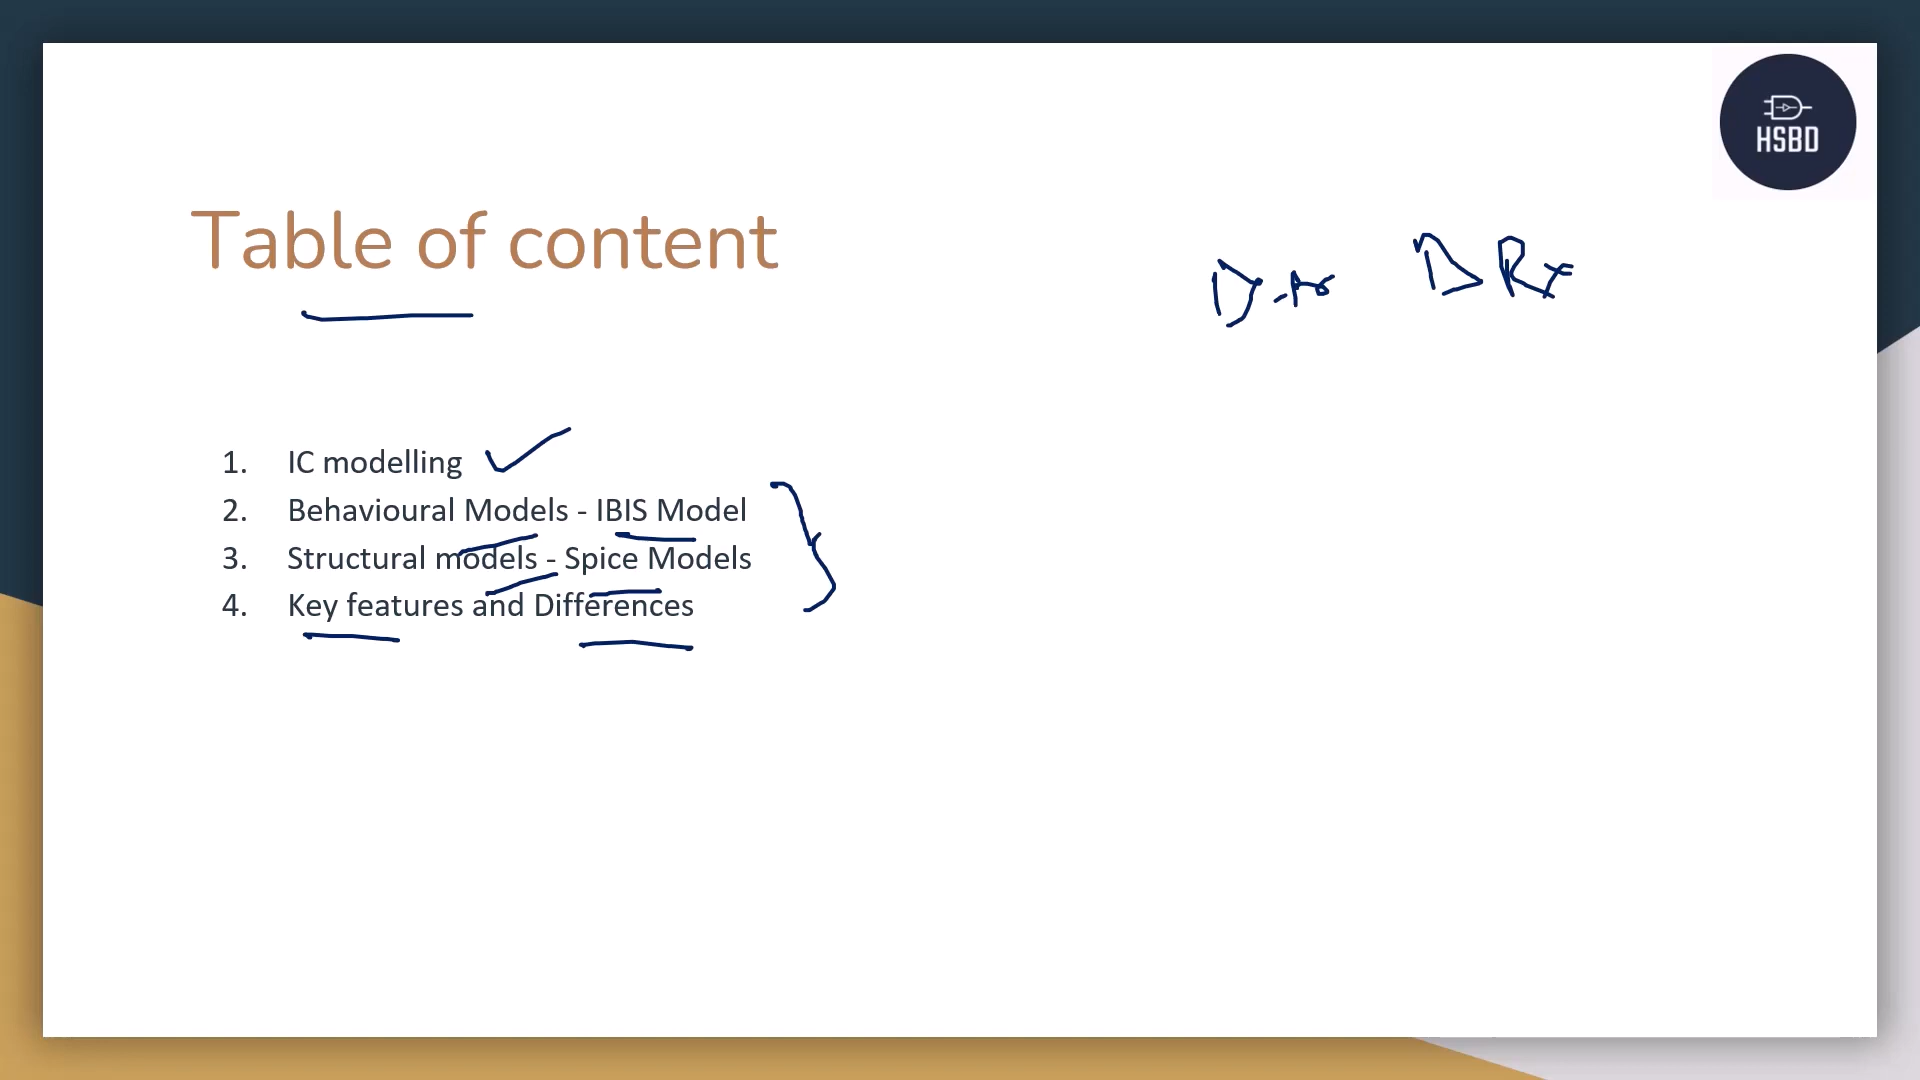 HSBD
Table of content
1. IC modelling
2. Behavioural Models - IBIS Model
3. Structural models - Spice Models
4. Key features and Differences